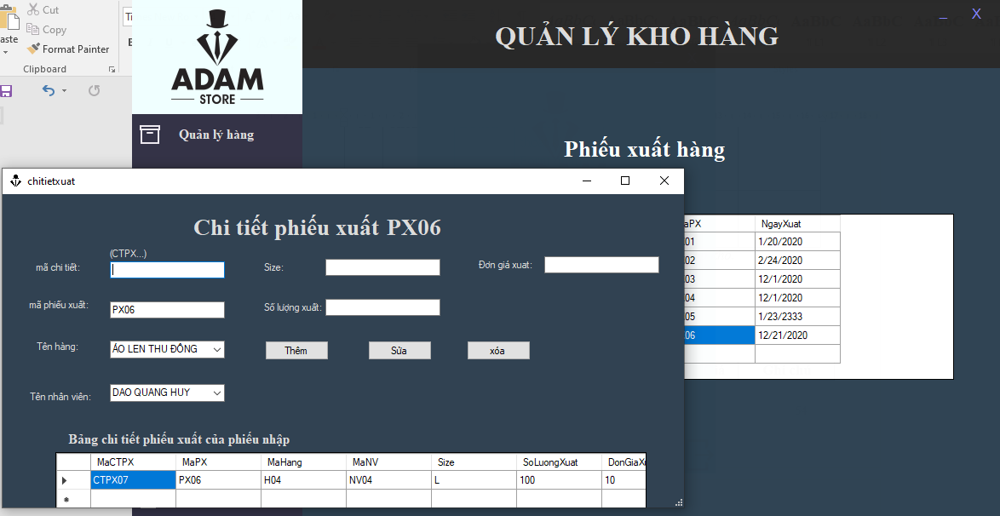 Cut
Copy
aste
Format Painter
Clipboard
ADAM
STORE
QUẢN LÝ KHO HÀNG
X
Quản lý hàng
Phiếu xuất hàng
chitietxuat
Chi tiết phiếu xuất PX06
(CTPX...)
mã chi tiết:
Size:
Đơn giá xuat:
mã phiếu xuất: PX06
Số lượng xuất:
Tên hàng: ÁO LEN THU ĐÔNG
Thêm Sửa xóa
Tên nhân viên: DAO QUANG HUY
Bảng chi tiết phiếu xuất của phiếu nhập
MaCTPX MaPX MaHang MaNV Size SoLuongXuat DonGiaX
CTPX07 PX06 H04 NV04 L 100 10
aPX NgayXuat
01 1/20/2020
02 2/24/2020
03 12/1/2020
04 12/1/2020
05 1/23/2333
06 12/21/2020